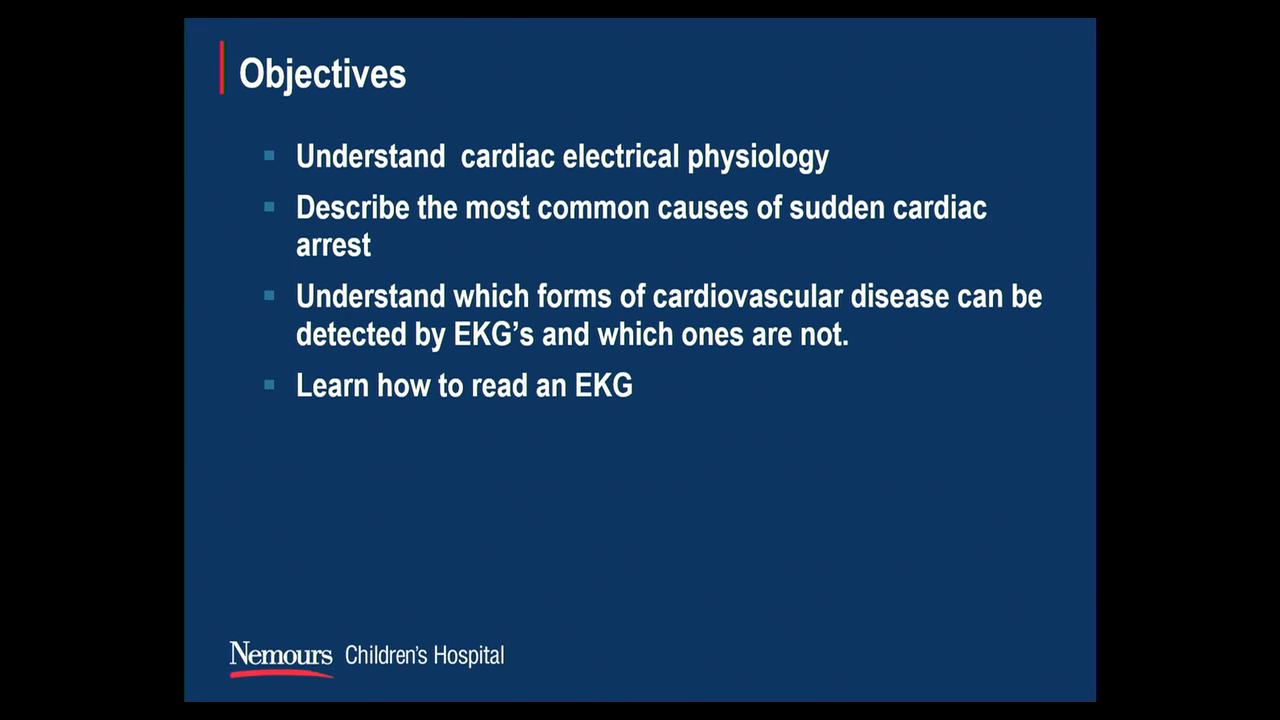 Objectives
Understand  cardiac electrical physiology
Describe the most common causes of sudden cardiac
arrest
Understand which forms of cardiovascular disease can be
detected by EKG’s and which ones are not.
Learn how to read an EKG
Nemours Children’s Hospital